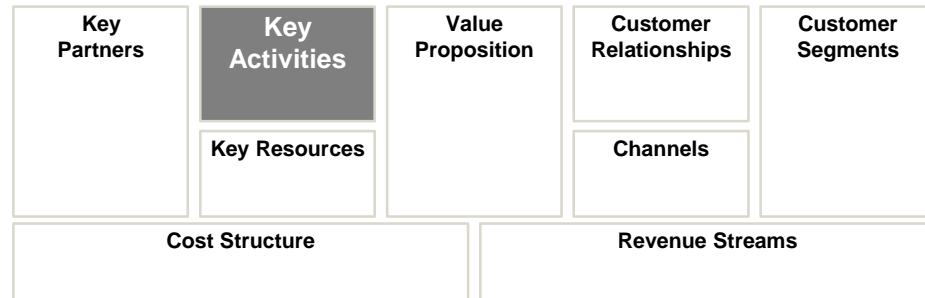 Key
Partners
Key
Activities
Key Resources
Value
Proposition
Customer
Relationships
Channels
Customer
Segments
Cost Structure
Revenue Streams